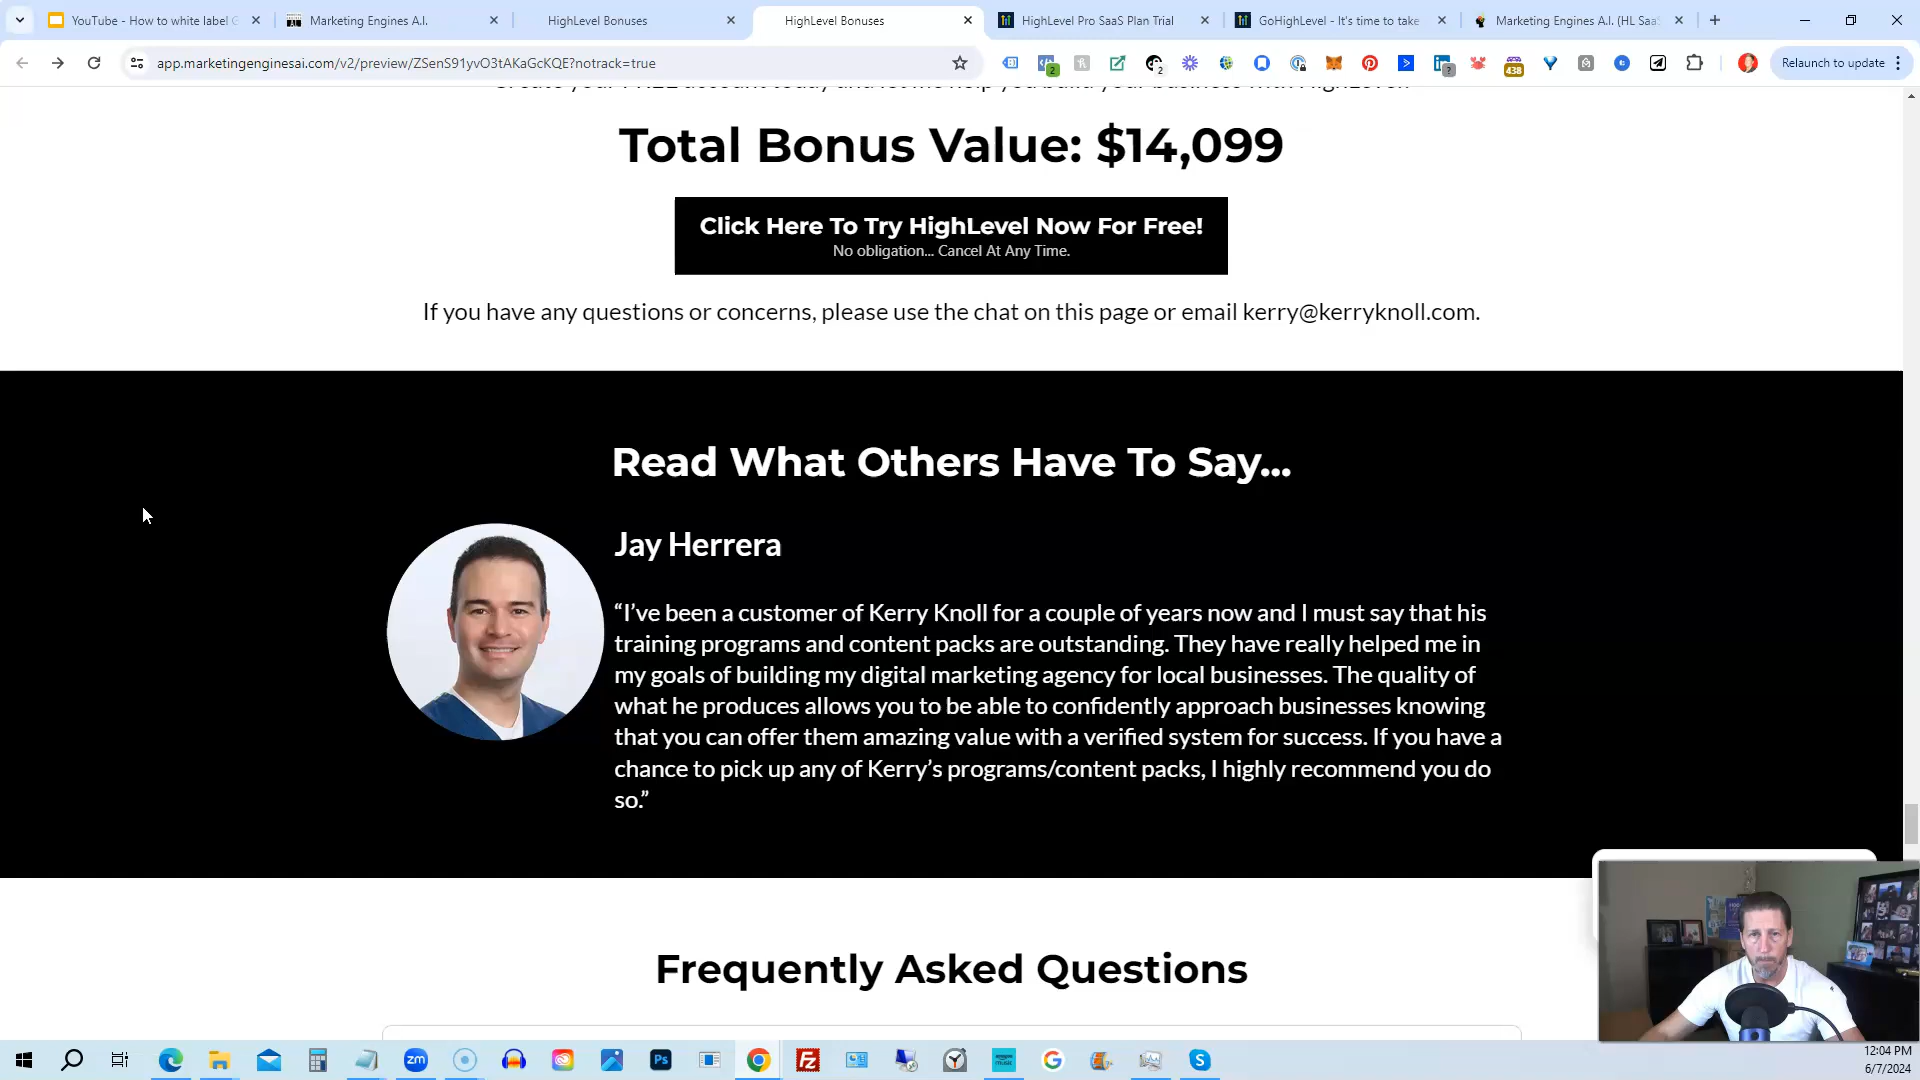 YouTube - How to white label G
Marketing Engines A.I.
HighLevel Bonuses
HighLevel Bonuses
HighLevel Pro SaaS Plan Trial
GoHighLevel - It's time to take
Marketing Engines A.I. (HL SaaS
app.marketingenginesai.com/v2/preview/ZSenS91yvO3tAKaGcKQE?notrack=true
2
2
?
438
Relaunch to update
Total Bonus Value: $14,099
Click Here To Try HighLevel Now For Free!
No obligation... Cancel At Any Time.
If you have any questions or concerns, please use the chat on this page or email kerry@kerryknoll.com.
Read What Others Have To Say...
Jay Herrera
“I’ve been a customer of Kerry Knoll for a couple of years now and I must say that his
training programs and content packs are outstanding. They have really helped me in
my goals of building my digital marketing agency for local businesses. The quality of
what he produces allows you to be able to confidently approach businesses knowing
that you can offer them amazing value with a verified system for success. If you have a
chance to pick up any of Kerry’s programs/content packs, I highly recommend you do
so.”
Frequently Asked Questions
zm
Ps
12:04 PM
6/7/2024